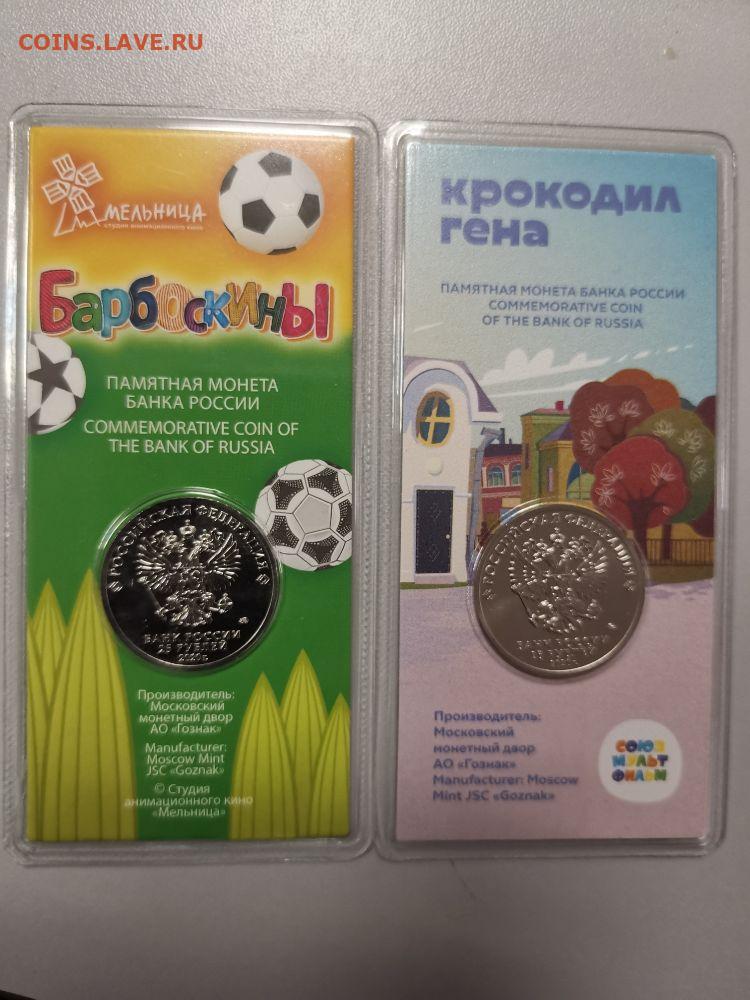 COINS.LAVE.RU
МЕЛЬНИЦА
студия анимационного кино
Барбоскины
ПАМЯТНАЯ МОНЕТА
БАНКА РОССИИ
COMMEMORATIVE COIN OF
THE BANK OF RUSSIA
РОССИЙСКАЯ ФЕДЕРАЦИЯ
БАНК РОССИИ
25 РУБЛЕЙ
2020 г.
Производитель:
Московский
монетный двор
АО «Гознак»
Manufacturer:
Moscow Mint
JSC «Goznak»
© Студия
анимационного кино
«Мельница»
крокодил
гена
ПАМЯТНАЯ МОНЕТА БАНКА РОССИИ
COMMEMORATIVE COIN
OF THE BANK OF RUSSIA
РОССИЙСКАЯ ФЕДЕРАЦИЯ
БАНК РОССИИ
Производитель:
Московский
монетный двор
АО «Гознак»
Manufacturer: Moscow
Mint JSC «Goznak»
СОЮЗ
МУЛЬТ
ФИЛЬМ